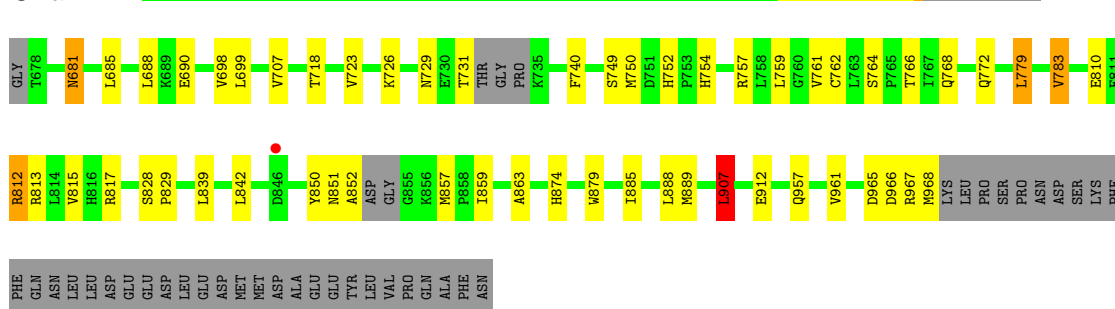 GLY T678 N681 L685 L688 K689 E690 V698 L699 V707 T718 V723 K726 N729 E730 T731 THR GLY PRO K735 F740 S749 M750 D751 H752 P753 H754 R757 L758 L759 G760 V761 C762 L763 S764 P765 T766 I767 Q768 Q772 L779 V783 E810
R812 R813 L814 V815 H816 R817 S828 P829 L839 L842 D846 Y850 N851 A852 ASP GLY G855 K856 M857 P858 I859 A863 H874 W879 I885 L888 M889 L907 E912 Q957 V961 D965 D966 R967 M968 LYS LEU PRO SER PRO ASN ASP SER LYS
PHE GLN ASN LEU LEU ASP GLU GLU ASP LEU GLU ASP MET MET ASP ALA GLU GLU TYR LEU VAL PRO GLN ALA PHE ASN